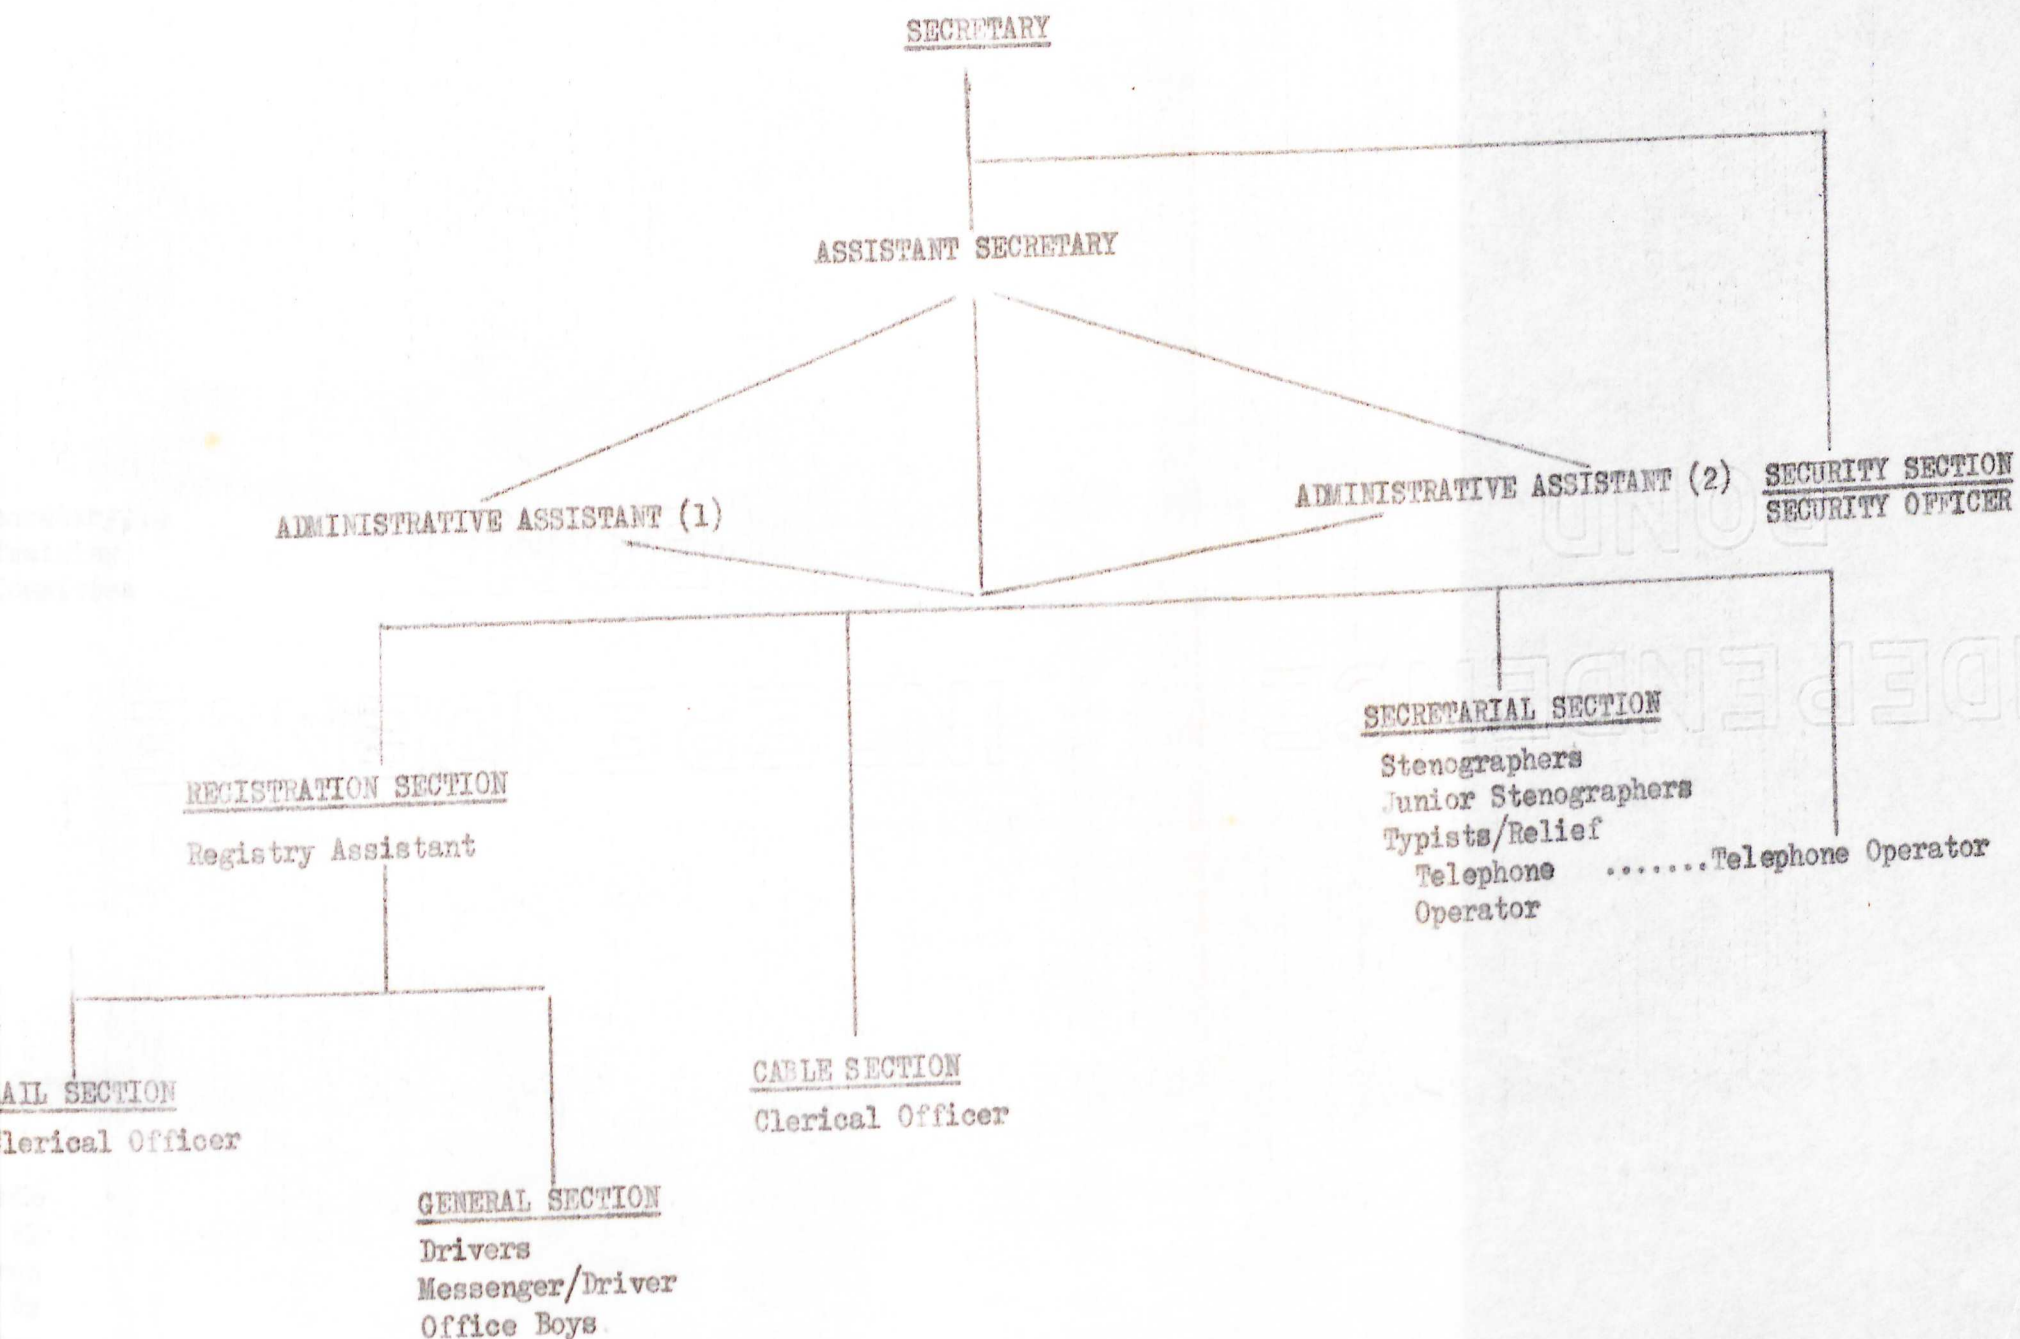 SECRETARY
ASSISTANT SECRETARY
ADMINISTRATIVE ASSISTANT (1)
ADMINISTRATIVE ASSISTANT (2)
SECURITY SECTION
SECURITY OFFICER
REGISTRATION SECTION
Registry Assistant
SECRETARIAL SECTION
Stenographers
Junior Stenographers
Typists/Relief
Telephone .......Telephone Operator
Operator
AIL SECTION
lerical Officer
CABLE SECTION
Clerical Officer
GENERAL SECTION
Drivers
Messenger/Driver
Office Boys